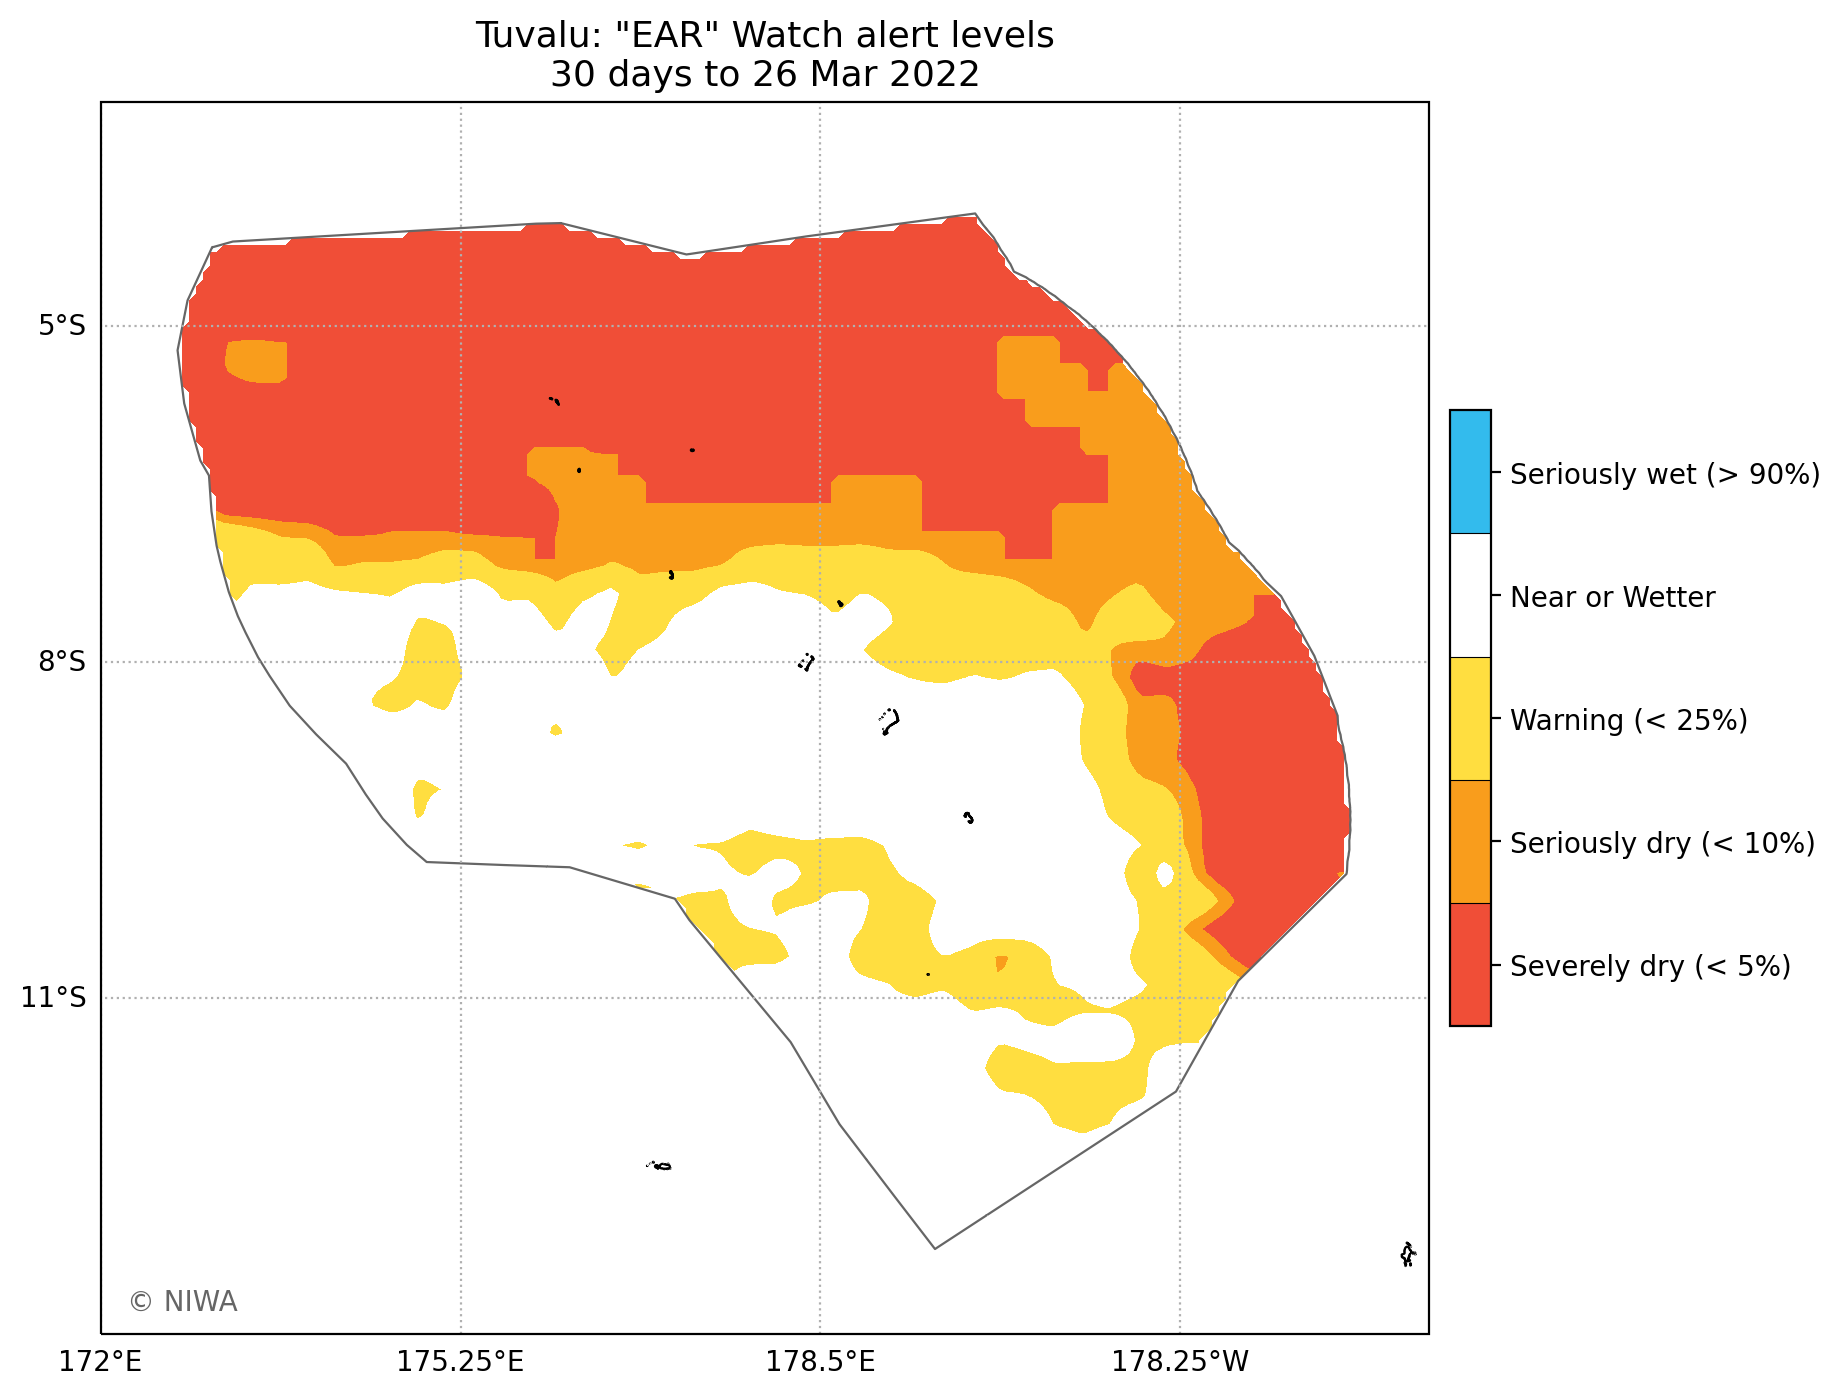 Tuvalu: "EAR" Watch alert levels
30 days to 26 Mar 2022
5°S
8°S
11°S
172°E
175.25°E
178.5°E
178.25°W
Seriously wet (> 90%)
Near or Wetter
Warning (< 25%)
Seriously dry (< 10%)
Severely dry (< 5%)
© NIWA